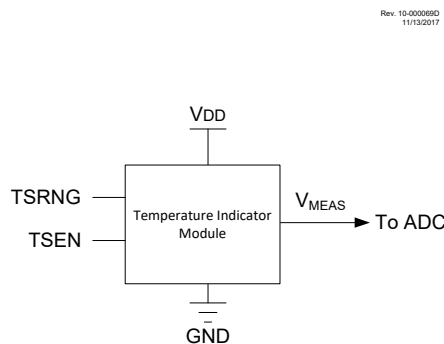 Rev. 10-000069D
11/13/2017
VDD
TSRNG
TSEN
Temperature Indicator
Module
VMEAS
To ADC
GND